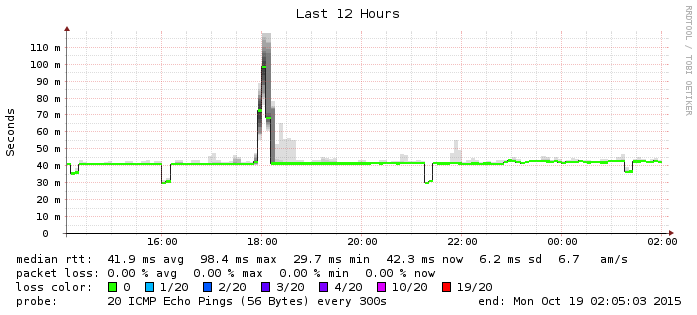 Last 12 Hours
RRDTOOL / TOBI OETIKER
Seconds
110 m
100 m
90 m
80 m
70 m
60 m
50 m
40 m
30 m
20 m
10 m
0
16:00 18:00 20:00 22:00 00:00 02:00
median rtt: 41.9 ms avg 98.4 ms max 29.7 ms min 42.3 ms now 6.2 ms sd 6.7 am/s
packet loss: 0.00 % avg 0.00 % max 0.00 % min 0.00 % now
loss color: 0 1/20 2/20 3/20 4/20 10/20 19/20
probe: 20 ICMP Echo Pings (56 Bytes) every 300s end: Mon Oct 19 02:05:03 2015